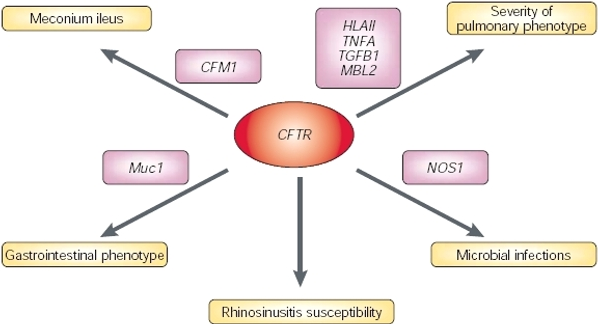 Meconium ileus
CFM1
HLAII
TNFA
TGFB1
MBL2
Severity of
pulmonary phenotype
CFTR
Muc1
NOS1
Gastrointestinal phenotype
Microbial infections
Rhinosinusitis susceptibility